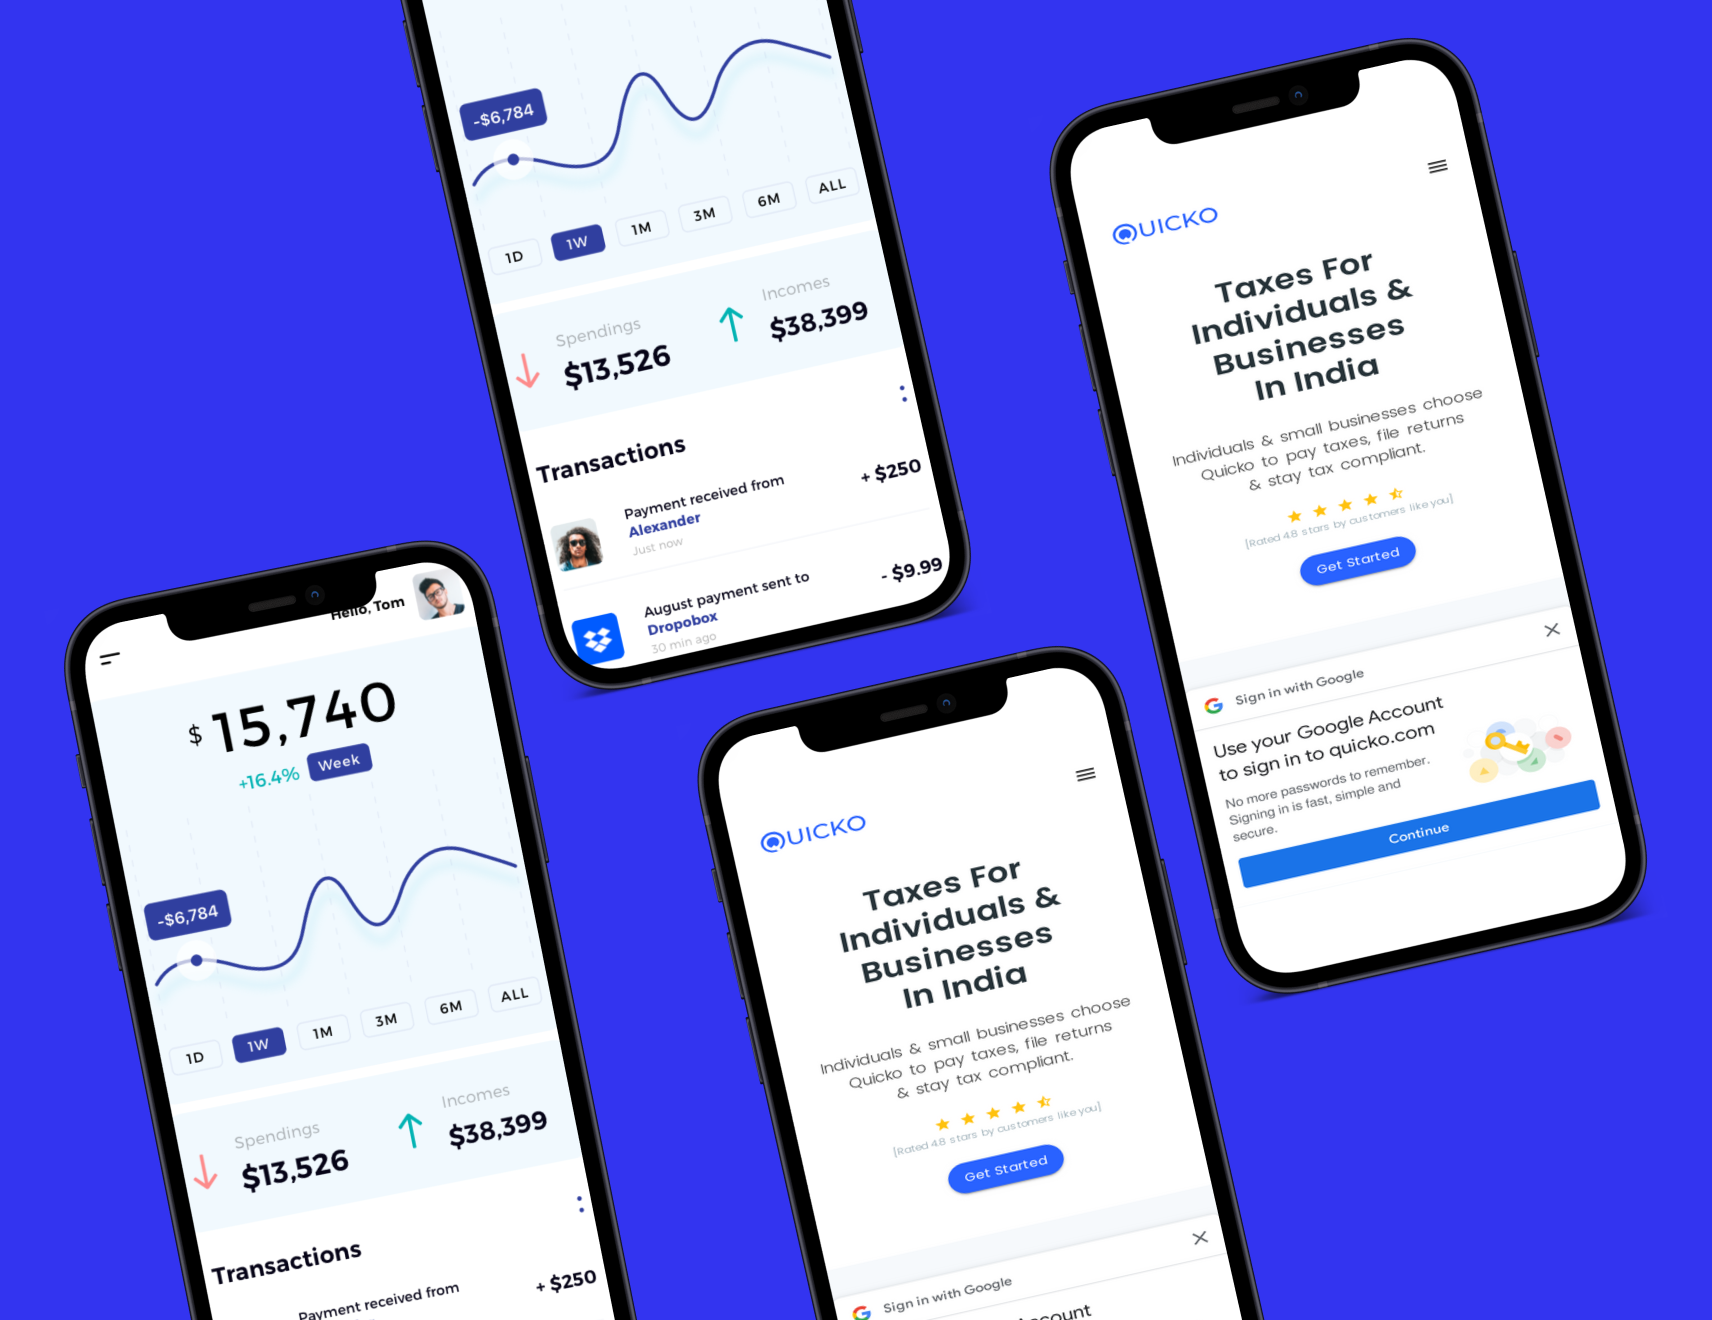 -$6,784
1D 1W 1M 3M 6M ALL
Spendings
$13,526
Incomes
$38,399
Transactions
Payment received from
Alexander
Just now
+ $250
August payment sent to
Dropobox
30 min ago
- $9.99
QUICKO
Taxes For
Individuals &
Businesses
In India
Individuals & small businesses choose
Quicko to pay taxes, file returns
& stay tax compliant.
[Rated 4.8 stars by customers like you]
Get Started
Sign in with Google
Use your Google Account
to sign in to quicko.com
No more passwords to remember.
Signing in is fast, simple and
secure.
Continue
Hello, Tom
$ 15,740
+16.4% Week
-$6,784
1D 1W 1M 3M 6M ALL
Spendings
$13,526
Incomes
$38,399
Transactions
Payment received from
+ $250
QUICKO
Taxes For
Individuals &
Businesses
In India
Individuals & small businesses choose
Quicko to pay taxes, file returns
& stay tax compliant.
[Rated 4.8 stars by customers like you]
Get Started
Sign in with Google